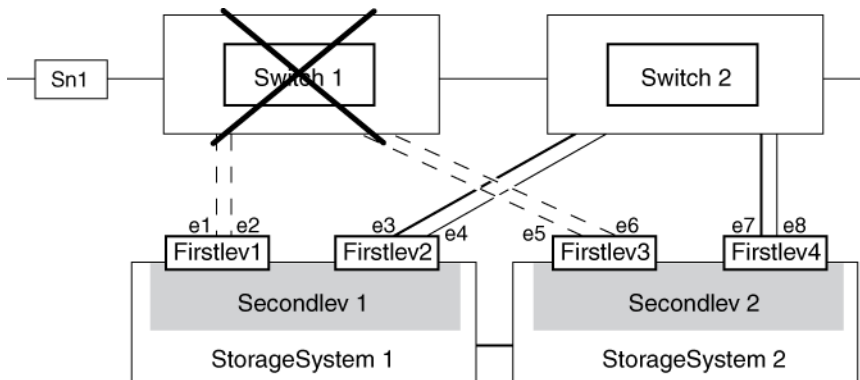 Sn1
Switch 1
Switch 2
e1
e2
e3
e4
e5
e6
e7
e8
Firstlev1
Firstlev2
Firstlev3
Firstlev4
Secondlev 1
Secondlev 2
StorageSystem 1
StorageSystem 2